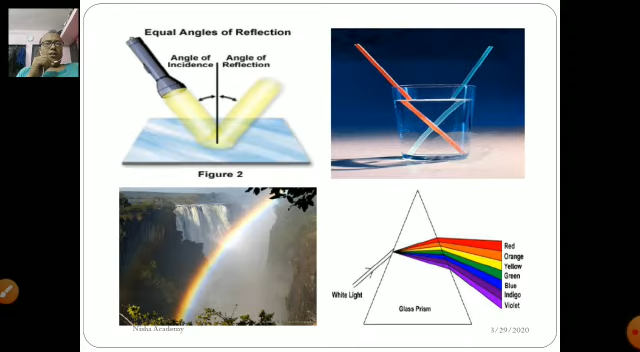 Equal Angles of Reflection
Angle of Incidence
Angle of Reflection
Figure 2
White Light
Glass Prism
Red
Orange
Yellow
Green
Blue
Indigo
Violet
Nisha Academy
3/29/2020